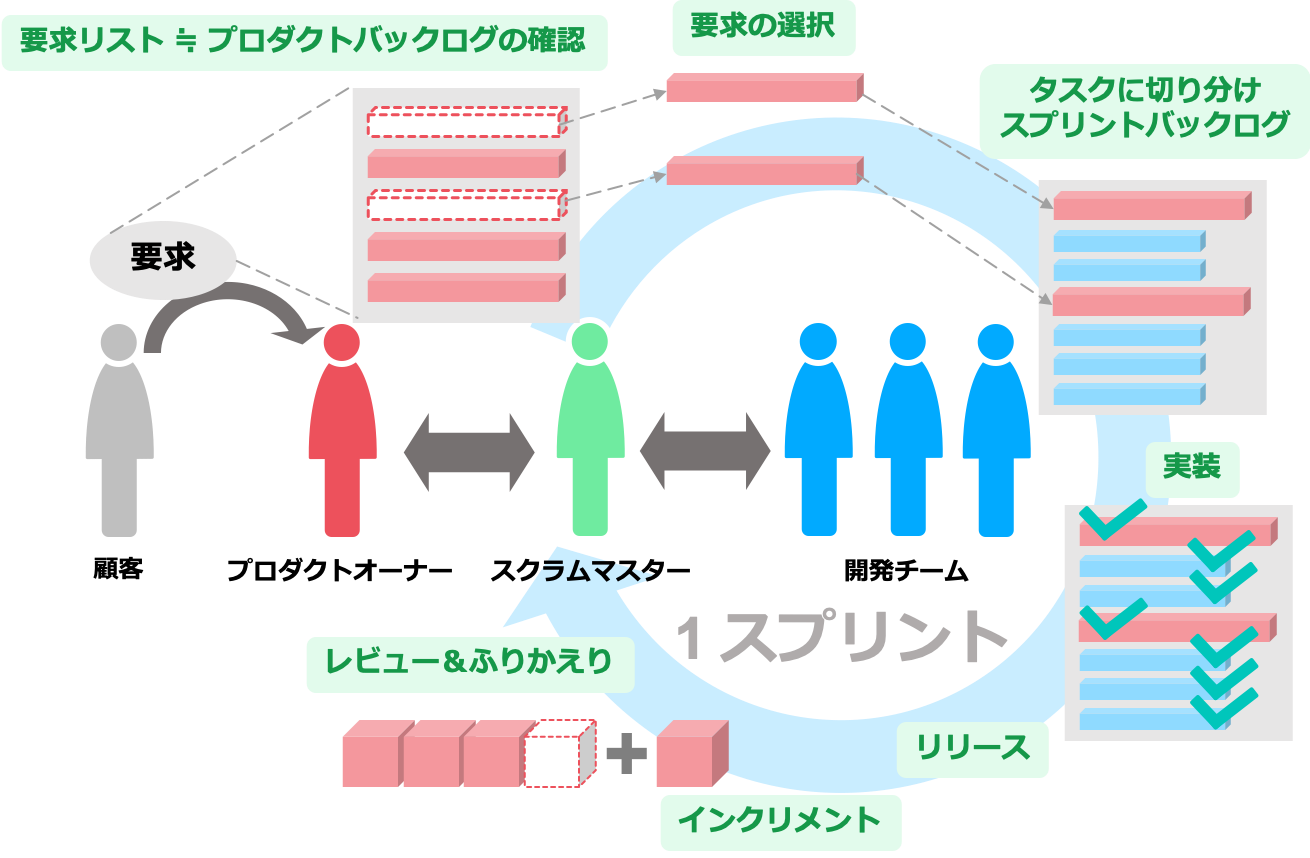 要求リスト ≒ プロダクトバックログの確認
要求の選択
タスクに切り分け
スプリントバックログ
要求
実装
顧客
プロダクトオーナー
スクラムマスター
開発チーム
1 スプリント
レビュー＆ふりかえり
リリース
インクリメント